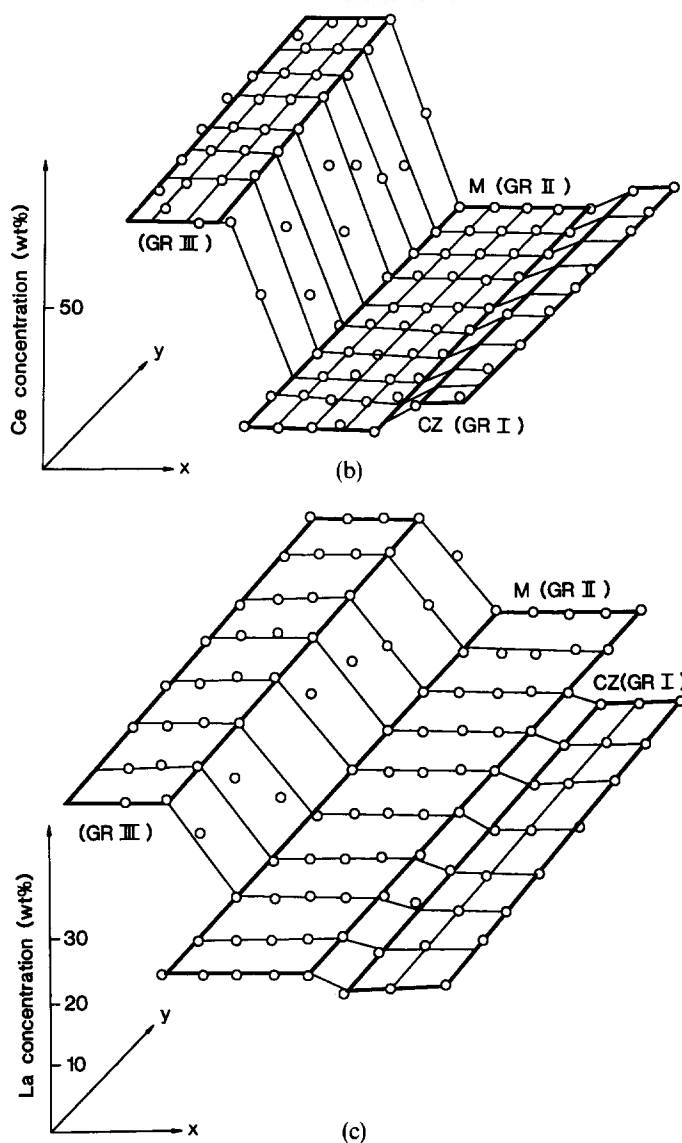 M (GR II)
(GR III)
Ce concentration (wt%)
50
y
CZ (GR I)
x
(b)
M (GR II)
CZ(GR I)
(GR III)
La concentration (wt%)
30
20
10
y
x
(c)